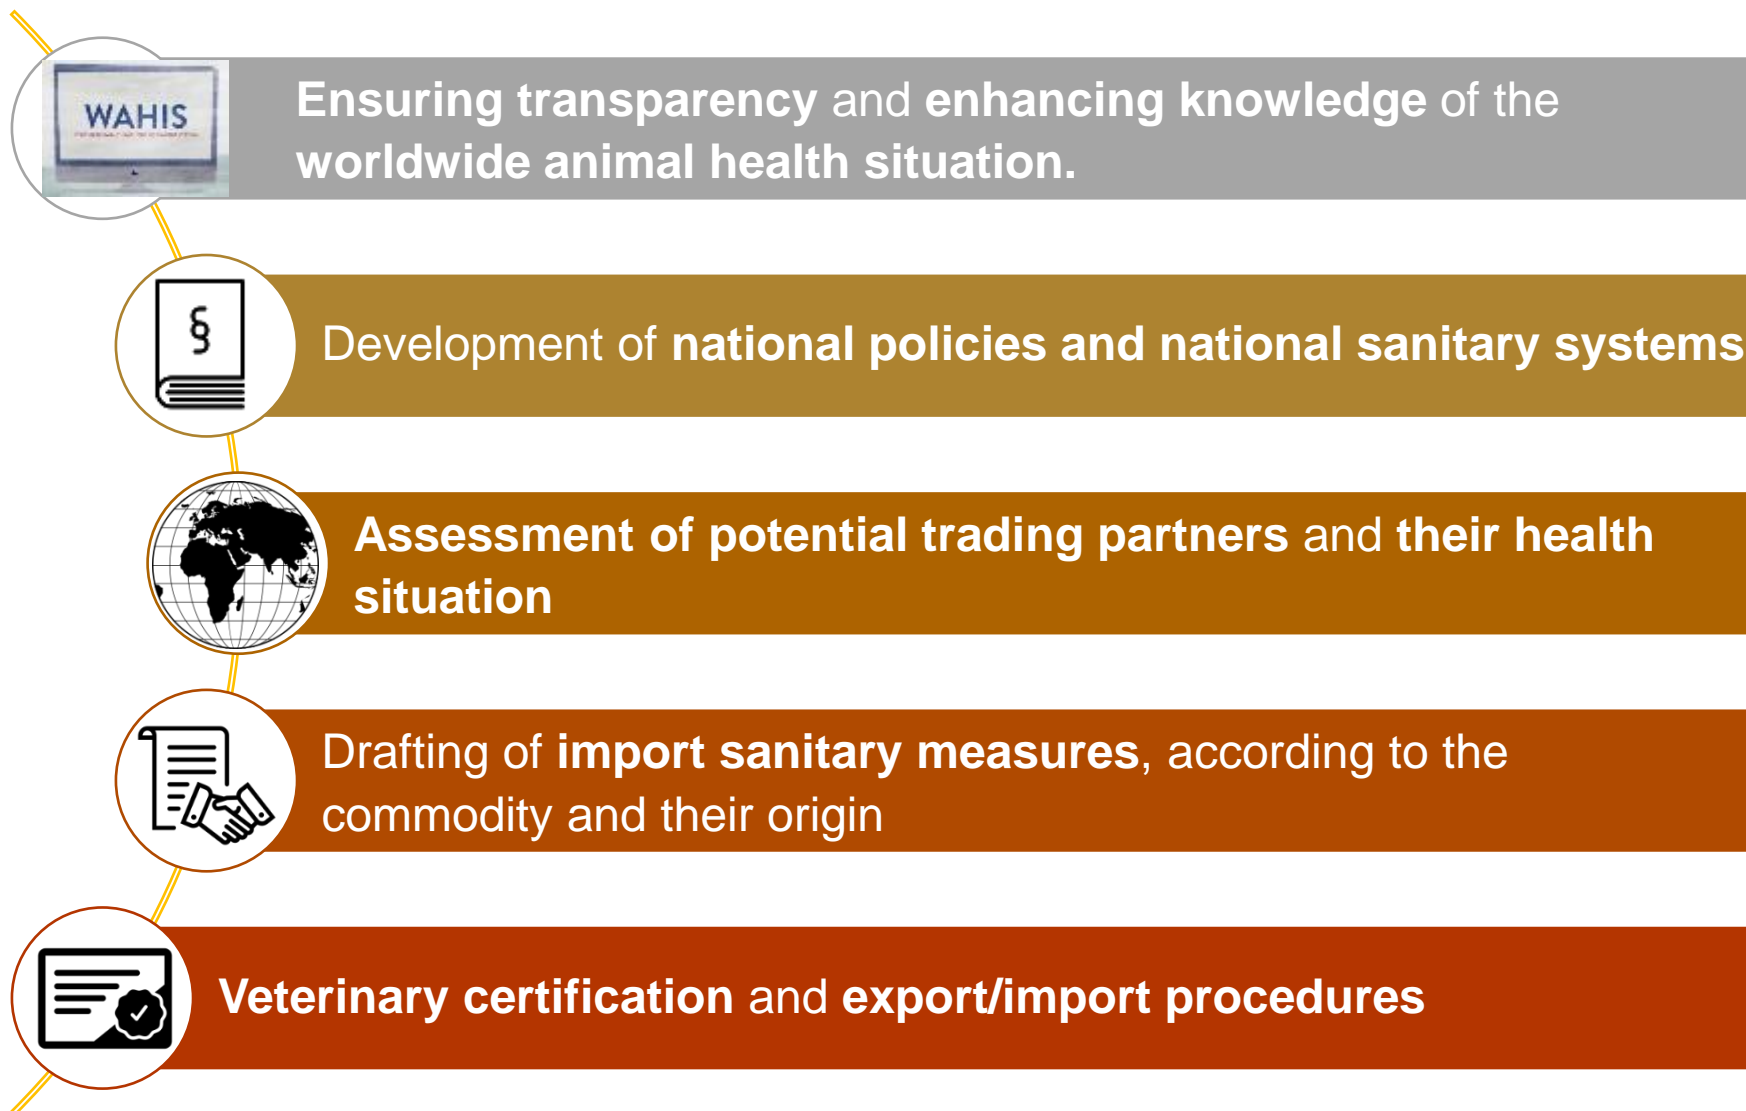 WAHIS
Ensuring transparency and enhancing knowledge of the
worldwide animal health situation.
§
Development of national policies and national sanitary systems
Assessment of potential trading partners and their health
situation
Drafting of import sanitary measures, according to the
commodity and their origin
Veterinary certification and export/import procedures